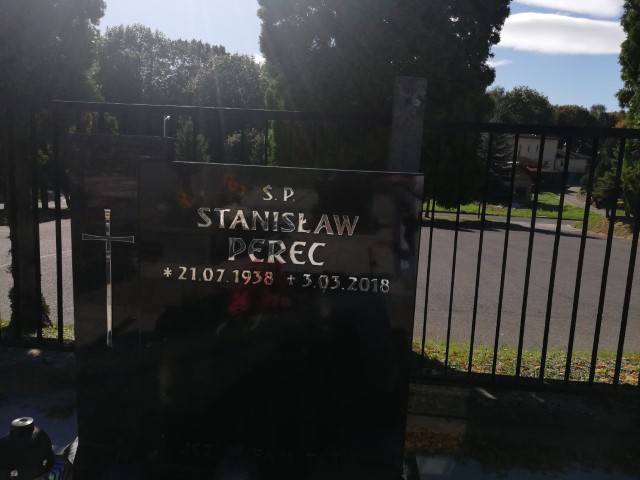 Ś.P.
STANISŁAW
PEREC
*21.07.1938 +3.03.2018